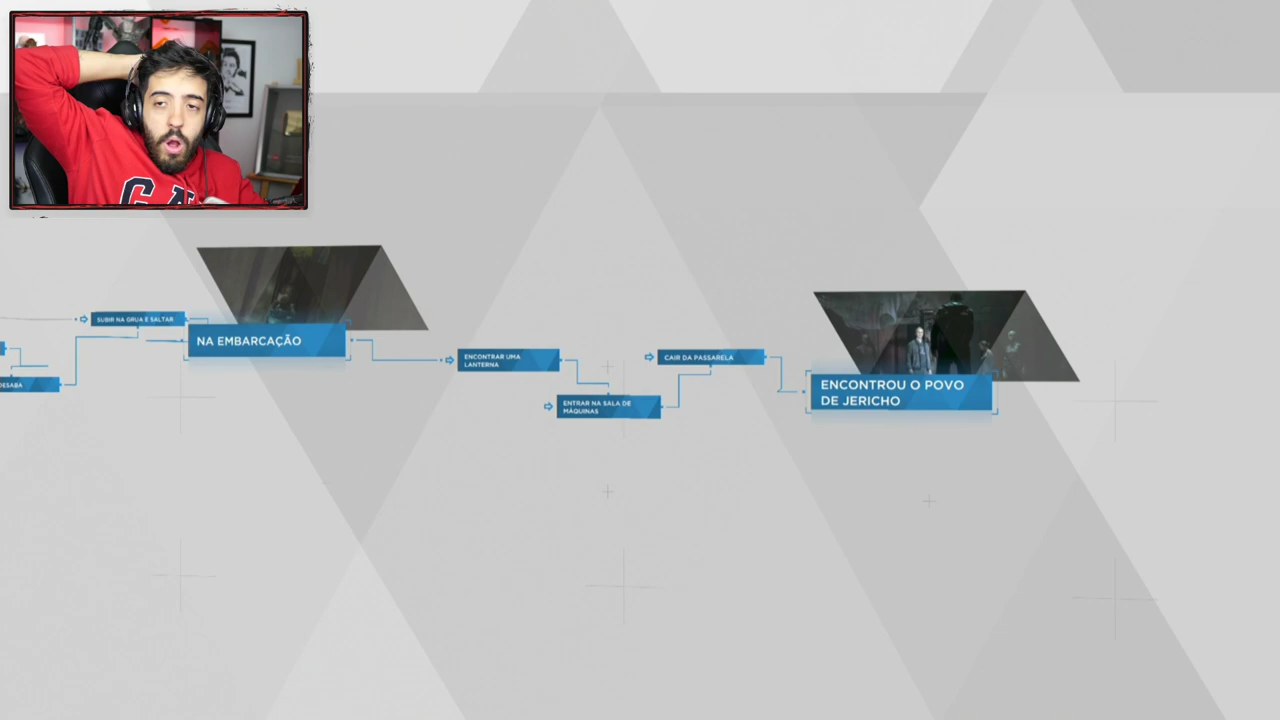 SUBIR NA GRUA E SALTAR
DESABA
NA EMBARCAÇÃO
ENCONTRAR UMA
LANTERNA
ENTRAR NA SALA DE
MÁQUINAS
CAIR DA PASSARELA
ENCONTROU O POVO
DE JERICHO